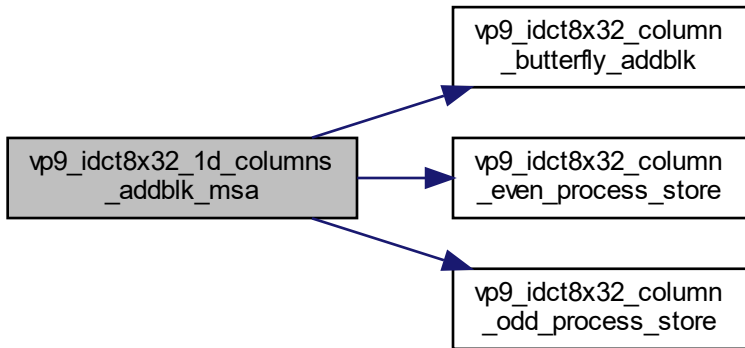 vp9_idct8x32_column
_butterfly_addblk
vp9_idct8x32_1d_columns
_addblk_msa
vp9_idct8x32_column
_even_process_store
vp9_idct8x32_column
_odd_process_store